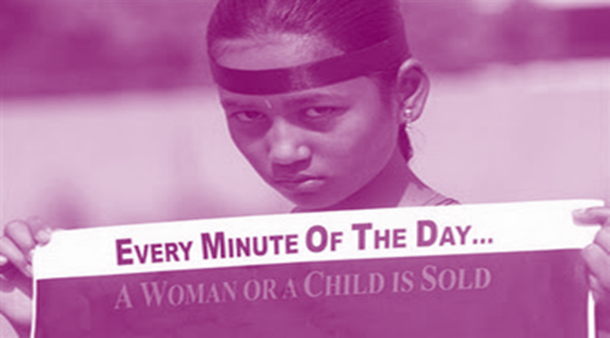 EVERY MINUTE OF THE DAY...
A WOMAN OR A CHILD IS SOLD